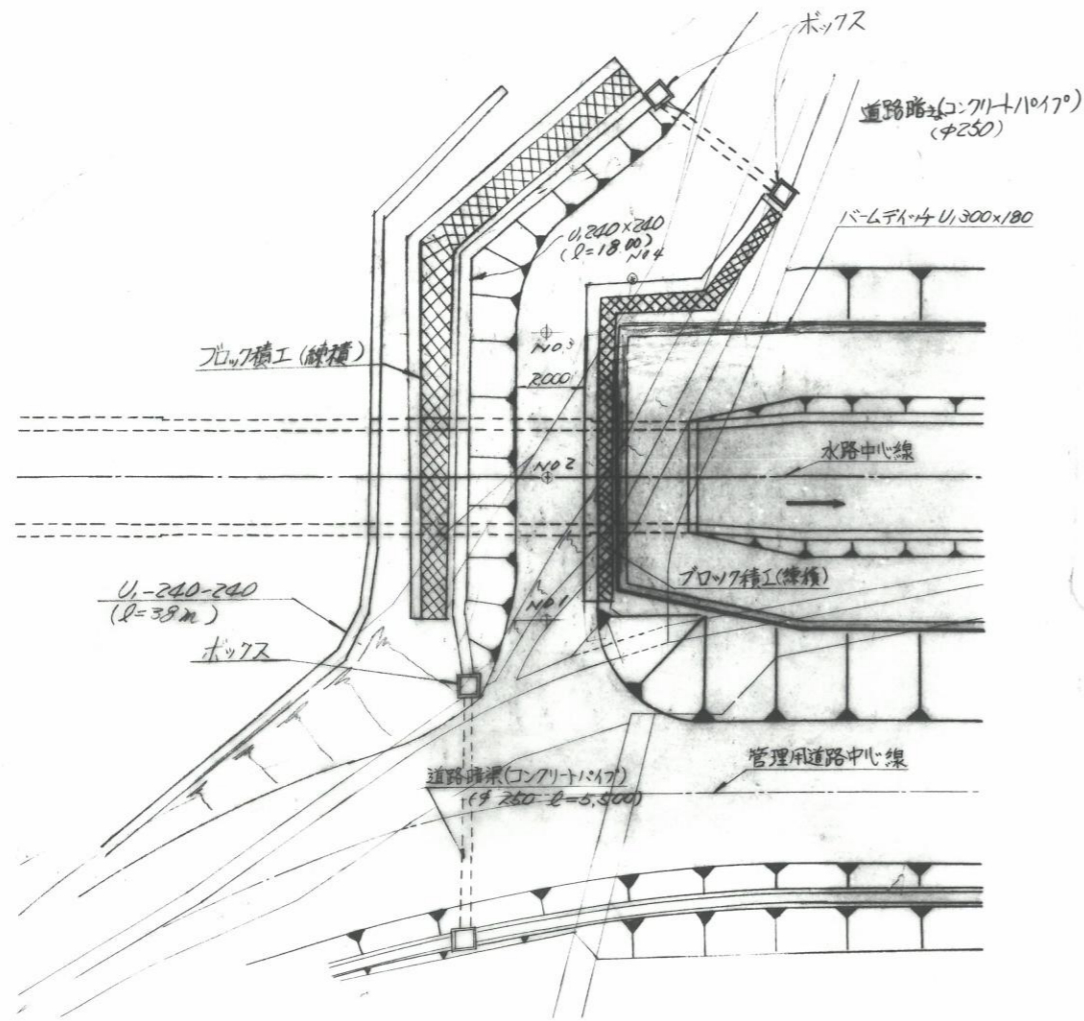 ボックス
道路暗渠(コンクリートパイプ)
(φ250)
バームディッチ U,300×180
U,240×240
(l=18.00)
NO4
NO.3
ブロック積工(練積)
2000
水路中心線
NO2
ブロック積工(練積)
U,-240-240
(l=38m)
NO1
ボックス
管理用道路中心線
道路暗渠(コンクリートパイプ)
(φ250 l=5,500)